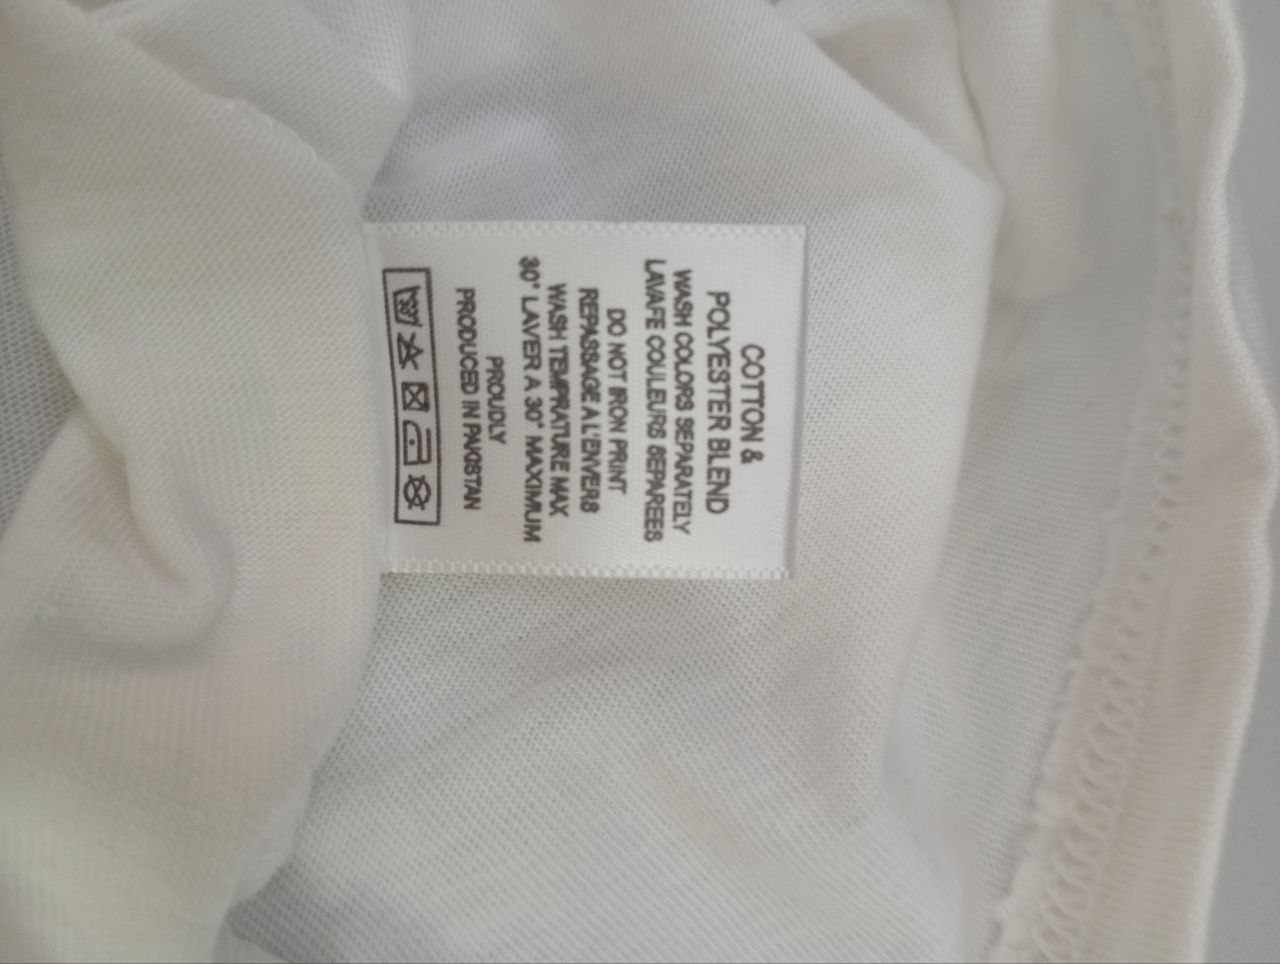 COTTON &
POLYESTER BLEND
WASH COLORS SEPARATELY
LAVAFE COULEURS SEPAREES
DO NOT IRON PRINT
REPASSAGE A L'ENVERS
WASH TEMPRATURE MAX
30° LAVER A 30° MAXIMUM
PROUDLY
PRODUCED IN PAKISTAN
30°